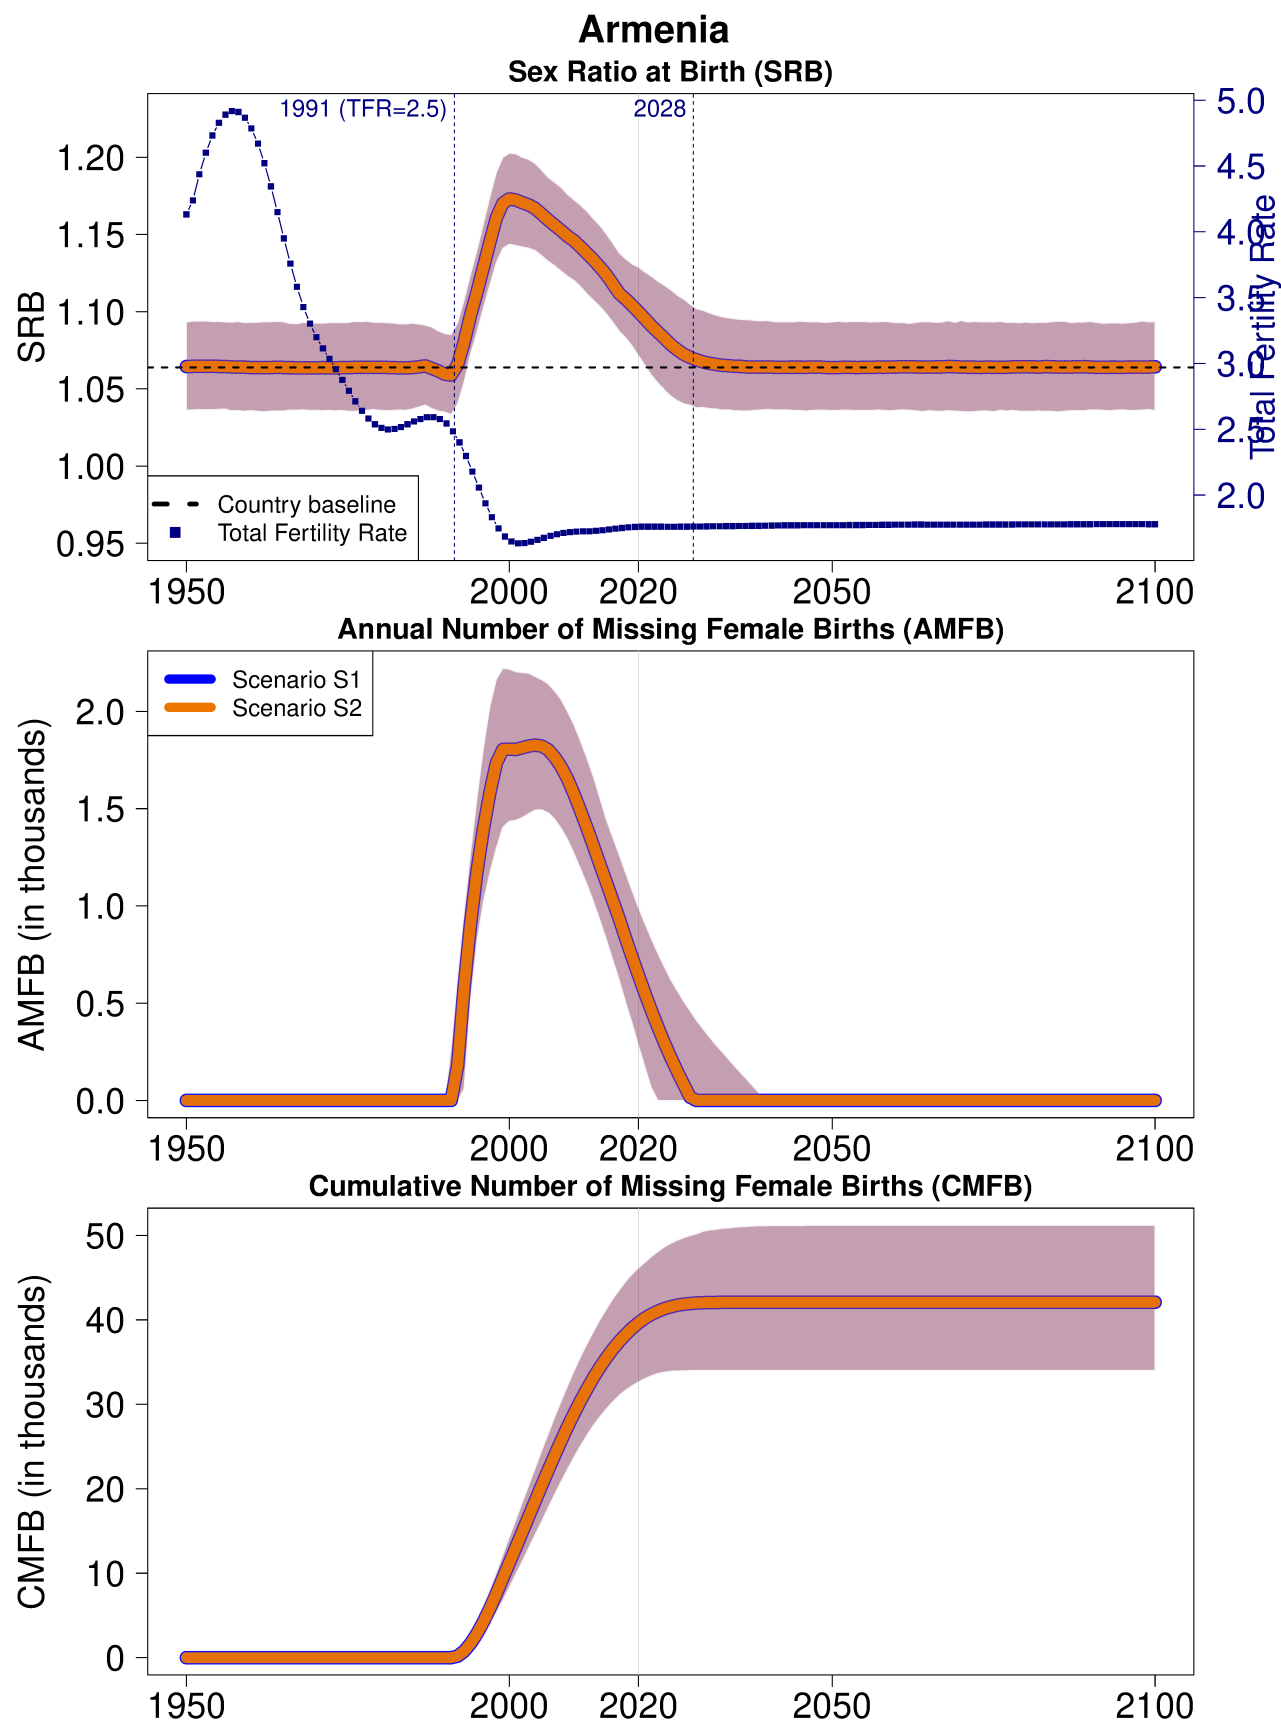 Armenia
Sex Ratio at Birth (SRB)
1991 (TFR=2.5)
2028
SRB
1.20
1.15
1.10
1.05
1.00
0.95
5.0
4.5
4.0
3.5
3.0
2.5
2.0
Total Fertility Rate
Country baseline
Total Fertility Rate
1950 2000 2020 2050 2100
Annual Number of Missing Female Births (AMFB)
Scenario S1
Scenario S2
AMFB (in thousands)
2.0
1.5
1.0
0.5
0.0
1950 2000 2020 2050 2100
Cumulative Number of Missing Female Births (CMFB)
CMFB (in thousands)
50
40
30
20
10
0
1950 2000 2020 2050 2100